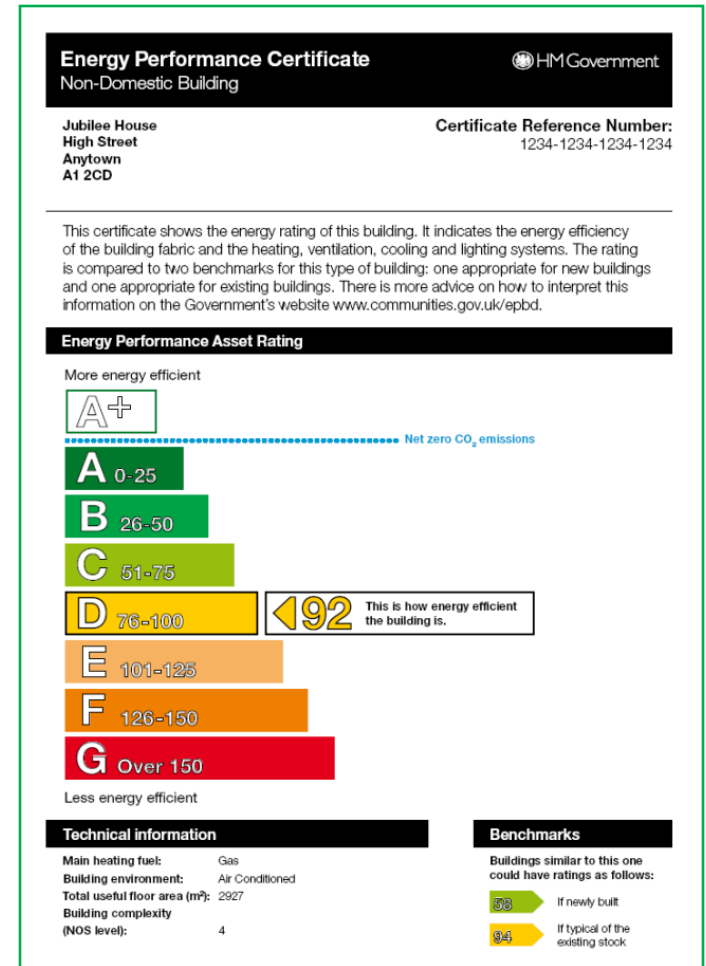 Energy Performance Certificate
HM Government
Non-Domestic Building
Jubilee House
High Street
Anytown
A1 2CD
Certificate Reference Number:
1234-1234-1234-1234
This certificate shows the energy rating of this building. It indicates the energy efficiency
of the building fabric and the heating, ventilation, cooling and lighting systems. The rating
is compared to two benchmarks for this type of building: one appropriate for new buildings
and one appropriate for existing buildings. There is more advice on how to interpret this
information on the Government's website www.communities.gov.uk/epbd.
Energy Performance Asset Rating
More energy efficient
A+
Net zero CO₂ emissions
A 0-25
B 26-50
C 51-75
D 76-100
92 This is how energy efficient
the building is.
E 101-125
F 126-150
G Over 150
Less energy efficient
Technical information
Main heating fuel: Gas
Building environment: Air Conditioned
Total useful floor area (m²): 2927
Building complexity
(NOS level): 4
Benchmarks
Buildings similar to this one
could have ratings as follows:
58 If newly built
94 If typical of the
existing stock